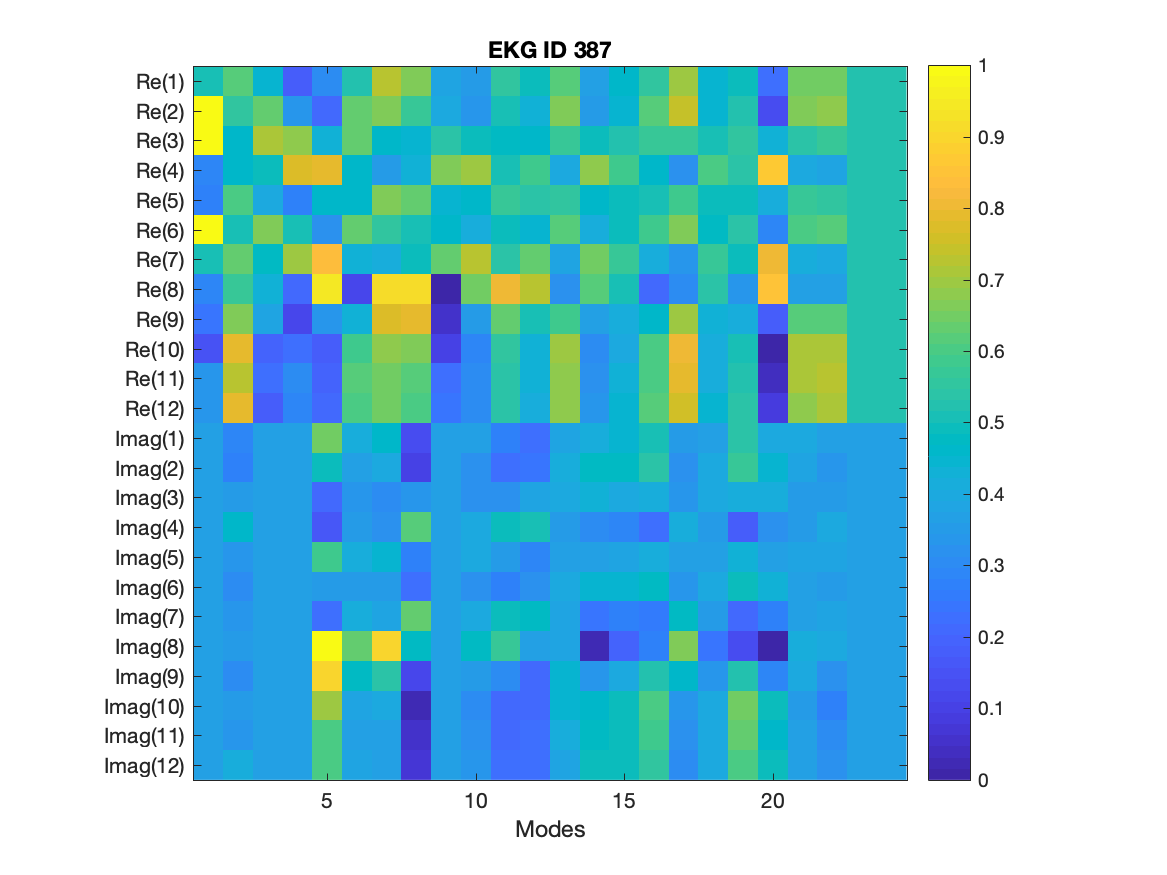 EKG ID 387
Re(1)
Re(2)
Re(3)
Re(4)
Re(5)
Re(6)
Re(7)
Re(8)
Re(9)
Re(10)
Re(11)
Re(12)
Imag(1)
Imag(2)
Imag(3)
Imag(4)
Imag(5)
Imag(6)
Imag(7)
Imag(8)
Imag(9)
Imag(10)
Imag(11)
Imag(12)
5 10 15 20
Modes
1
0.9
0.8
0.7
0.6
0.5
0.4
0.3
0.2
0.1
0